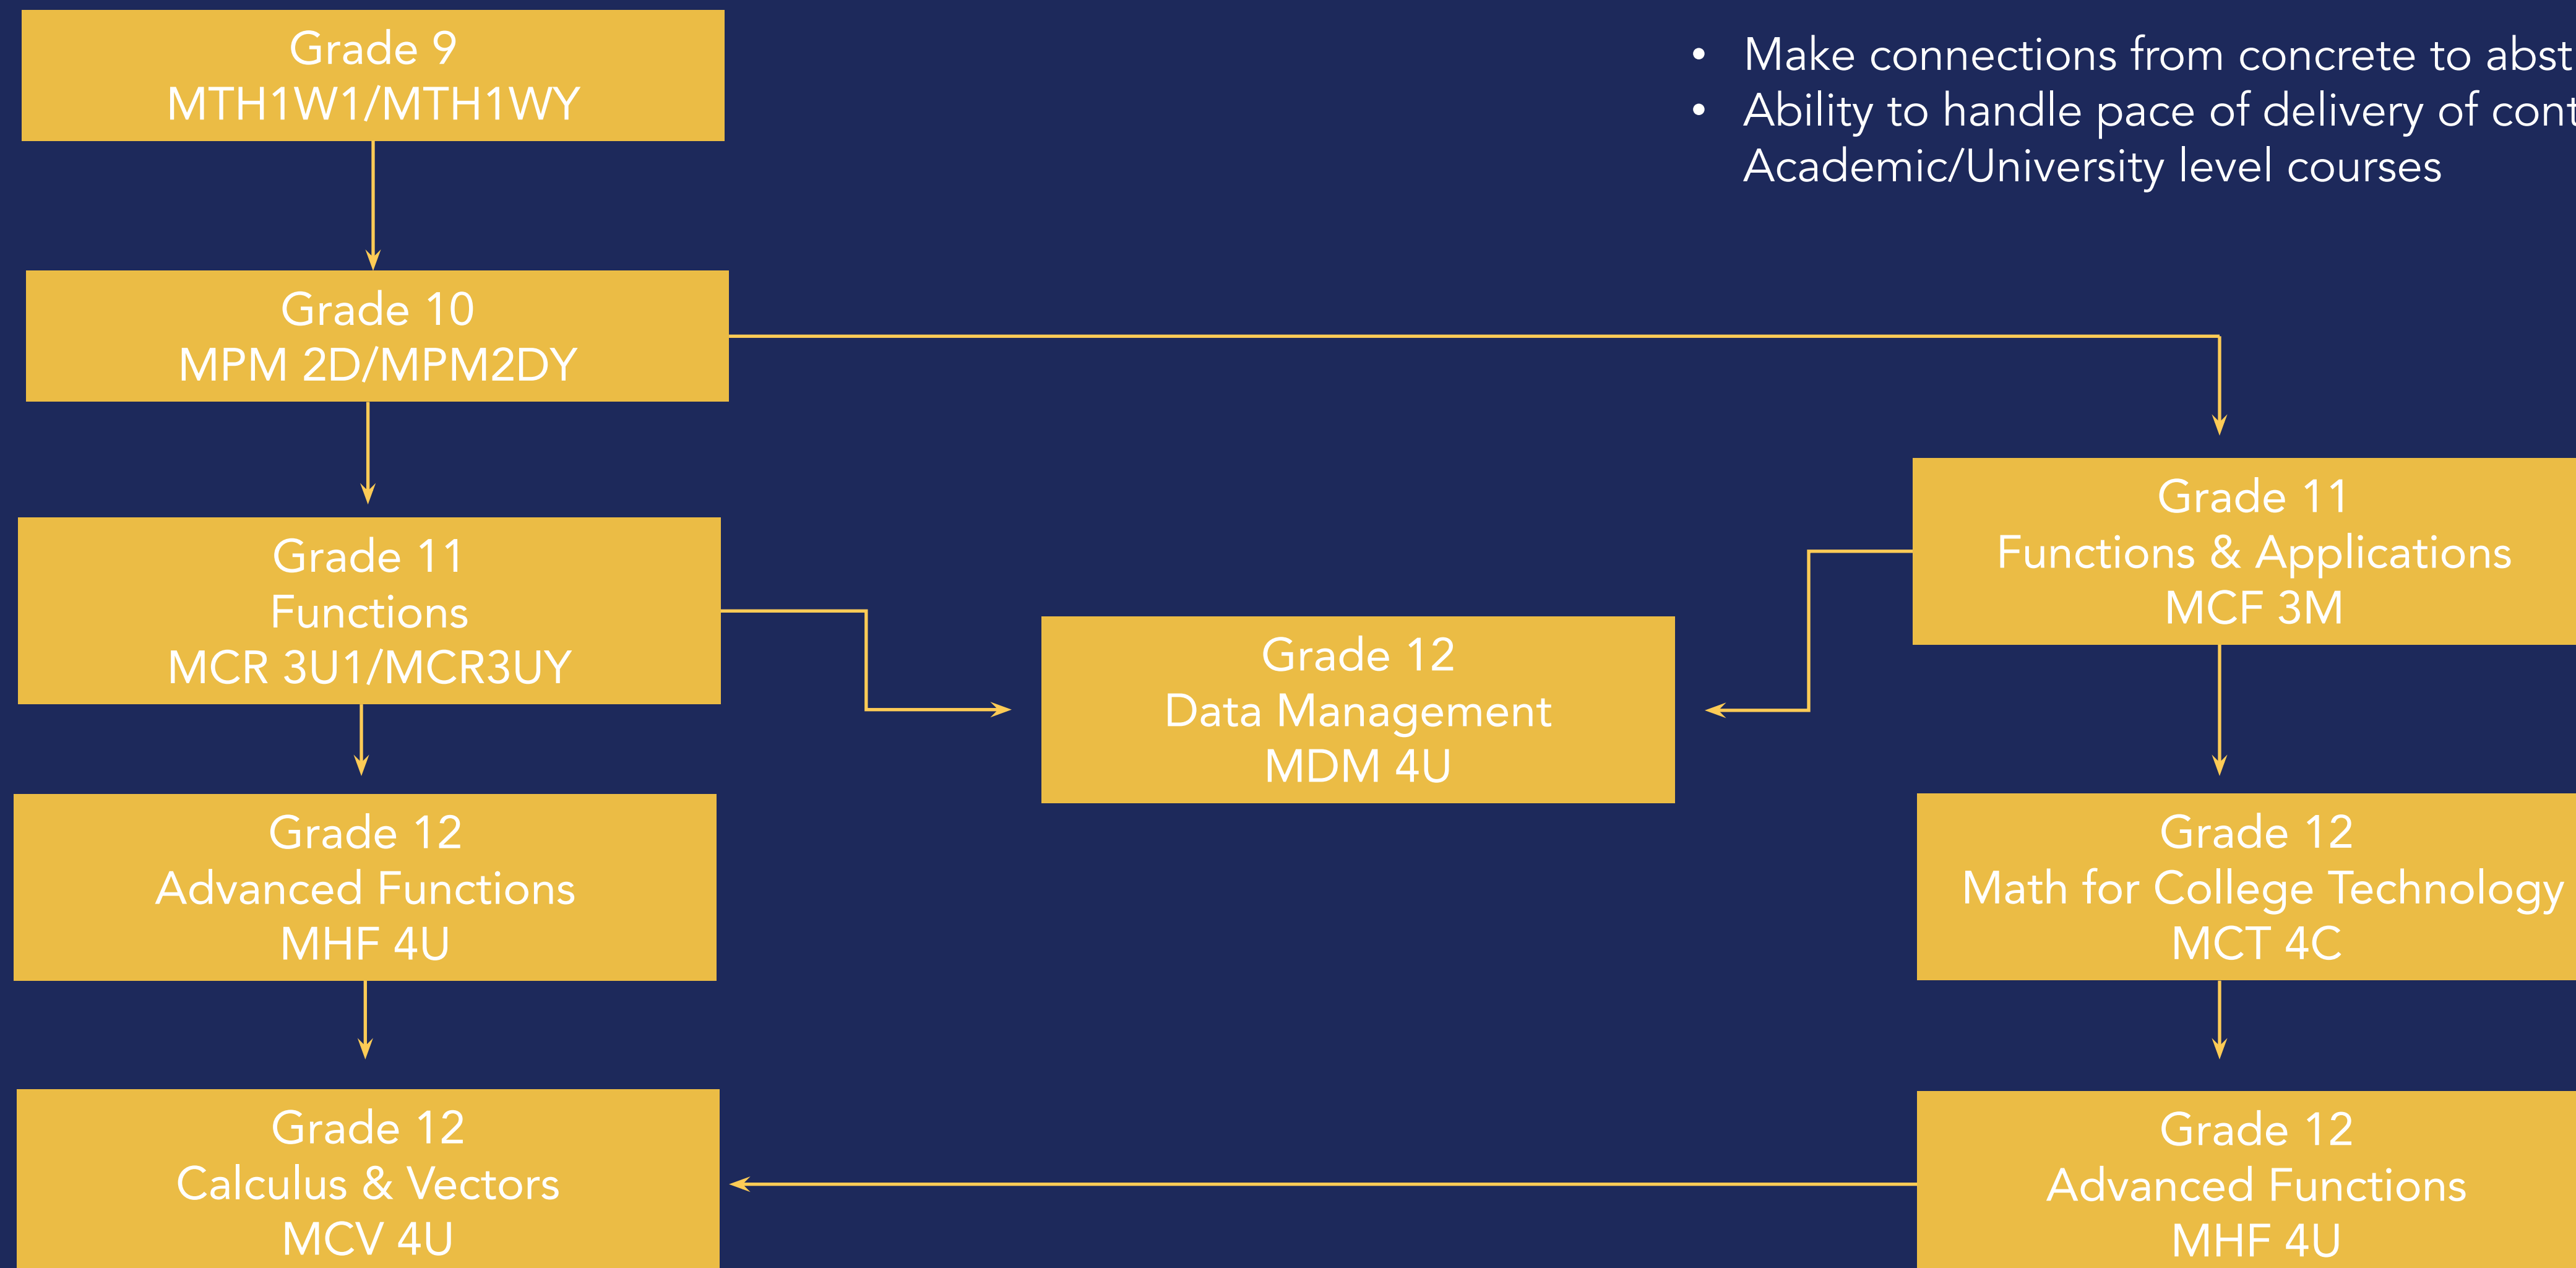 Grade 9
MTH1W1/MTH1WY
• Make connections from concrete to
• Ability to handle pace of delivery of
Academic/University level courses
Grade 10
MPM 2D/MPM2DY
Grade 11
Functions
MCR 3U1/MCR3UY
Grade 11
Functions & Applications
MCF 3M
Grade 12
Data Management
MDM 4U
Grade 12
Advanced Functions
MHF 4U
Grade 12
Math for College Technology
MCT 4C
Grade 12
Calculus & Vectors
MCV 4U
Grade 12
Advanced Functions
MHF 4U